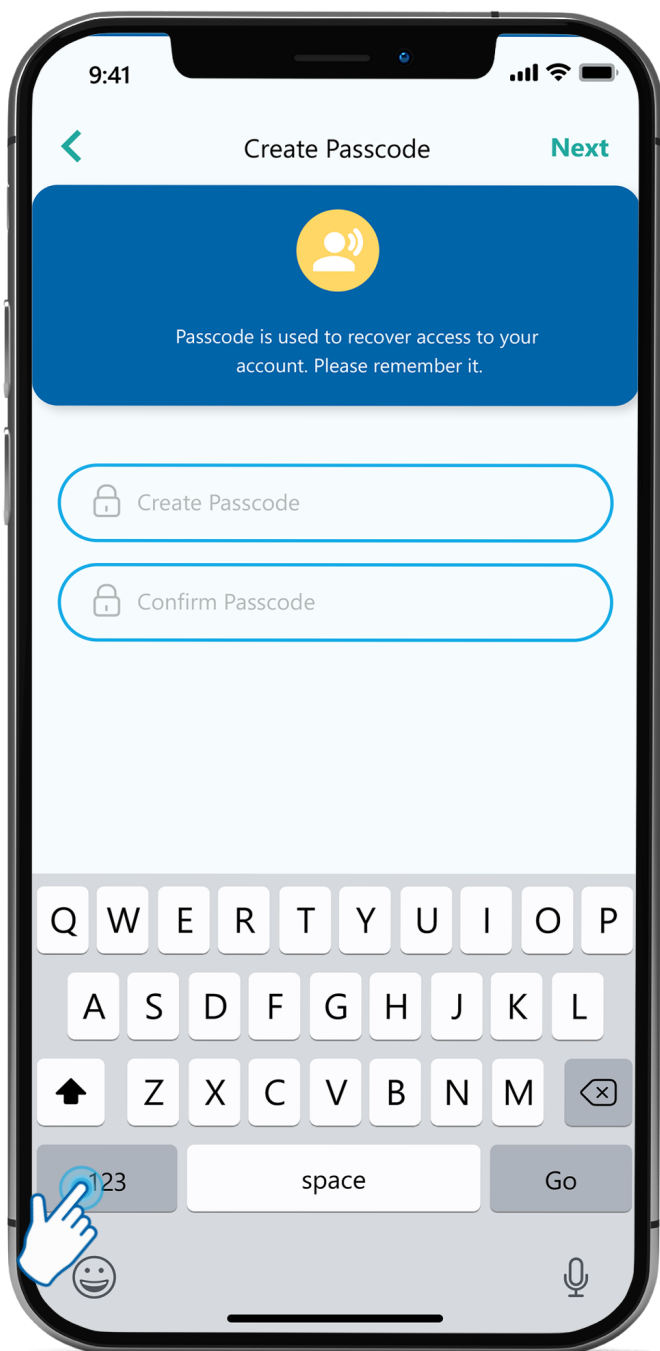 9:41
Create Passcode Next
Passcode is used to recover access to your
account. Please remember it.
Create Passcode
Confirm Passcode
Q W E R T Y U I O P
A S D F G H J K L
Z X C V B N M
123 space Go